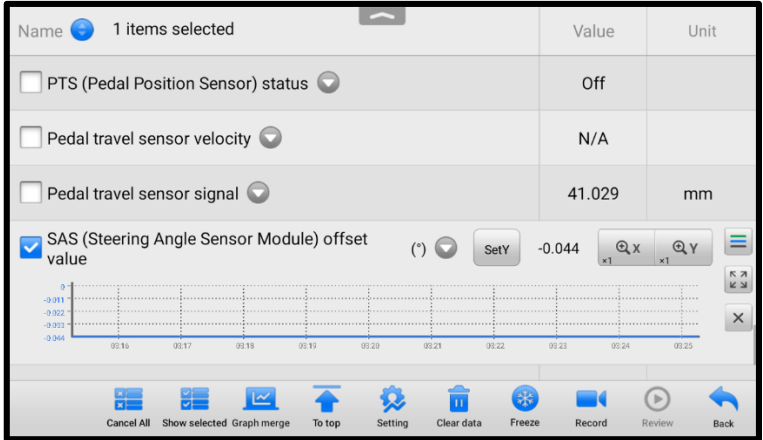 Name 1 items selected Value Unit
PTS (Pedal Position Sensor) status Off
Pedal travel sensor velocity N/A
Pedal travel sensor signal 41.029 mm
SAS (Steering Angle Sensor Module) offset
value (°) SetY -0.044 x1 X x1 Y
0
-0.011
-0.022
-0.033
-0.044
03:16 03:17 03:18 03:19 03:20 03:21 03:22 03:23 03:24 03:25
Cancel All Show selected Graph merge To top Setting Clear data Freeze Record Review Back